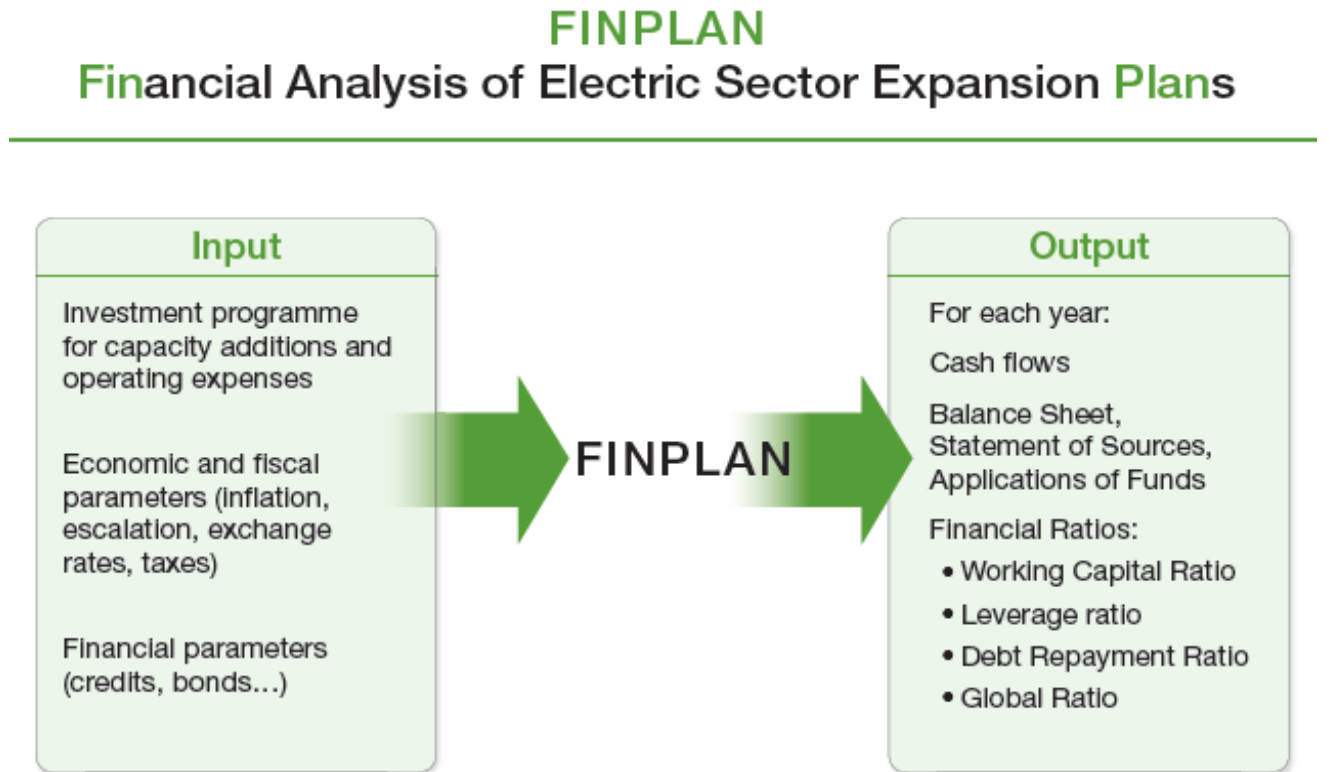 FINPLAN
Financial Analysis of Electric Sector Expansion Plans
Input
Investment programme
for capacity additions and
operating expenses
Economic and fiscal
parameters (inflation,
escalation, exchange
rates, taxes)
Financial parameters
(credits, bonds...)
FINPLAN
Output
For each year:
Cash flows
Balance Sheet,
Statement of Sources,
Applications of Funds
Financial Ratios:
• Working Capital Ratio
• Leverage ratio
• Debt Repayment Ratio
• Global Ratio